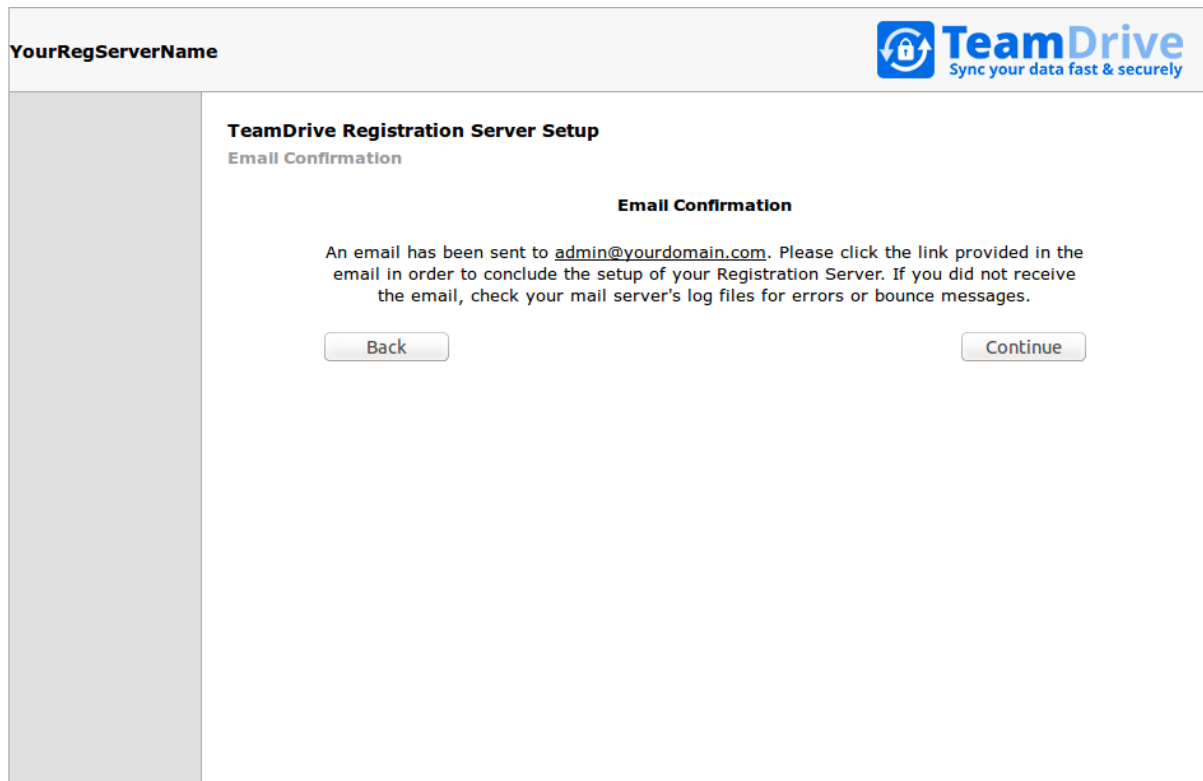 YourRegServerName
TeamDrive
Sync your data fast & securely
TeamDrive Registration Server Setup
Email Confirmation
Email Confirmation
An email has been sent to admin@yourdomain.com. Please click the link provided in the
email in order to conclude the setup of your Registration Server. If you did not receive
the email, check your mail server's log files for errors or bounce messages.
Back
Continue